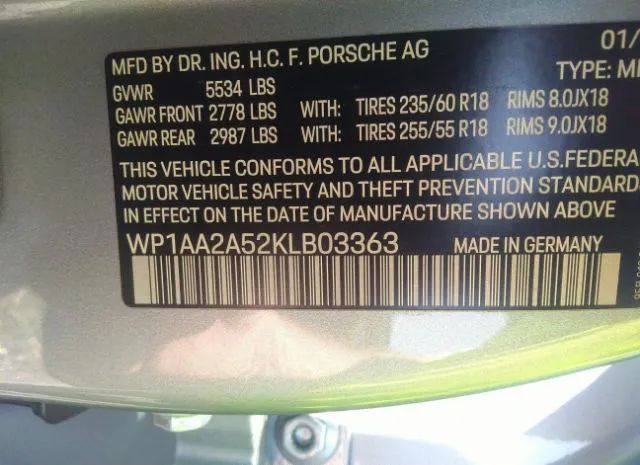 MFD BY DR. ING. H.C. F. PORSCHE AG 01/
GVWR 5534 LBS TYPE:
GAWR FRONT 2778 LBS WITH: TIRES 235/60 R18 RIMS 8.0JX18
GAWR REAR 2987 LBS WITH: TIRES 255/55 R18 RIMS 9.0JX18
THIS VEHICLE CONFORMS TO ALL APPLICABLE U.S.FEDERA
MOTOR VEHICLE SAFETY AND THEFT PREVENTION STANDARD
IN EFFECT ON THE DATE OF MANUFACTURE SHOWN ABOVE
WP1AA2A52KLB03363 MADE IN GERMANY